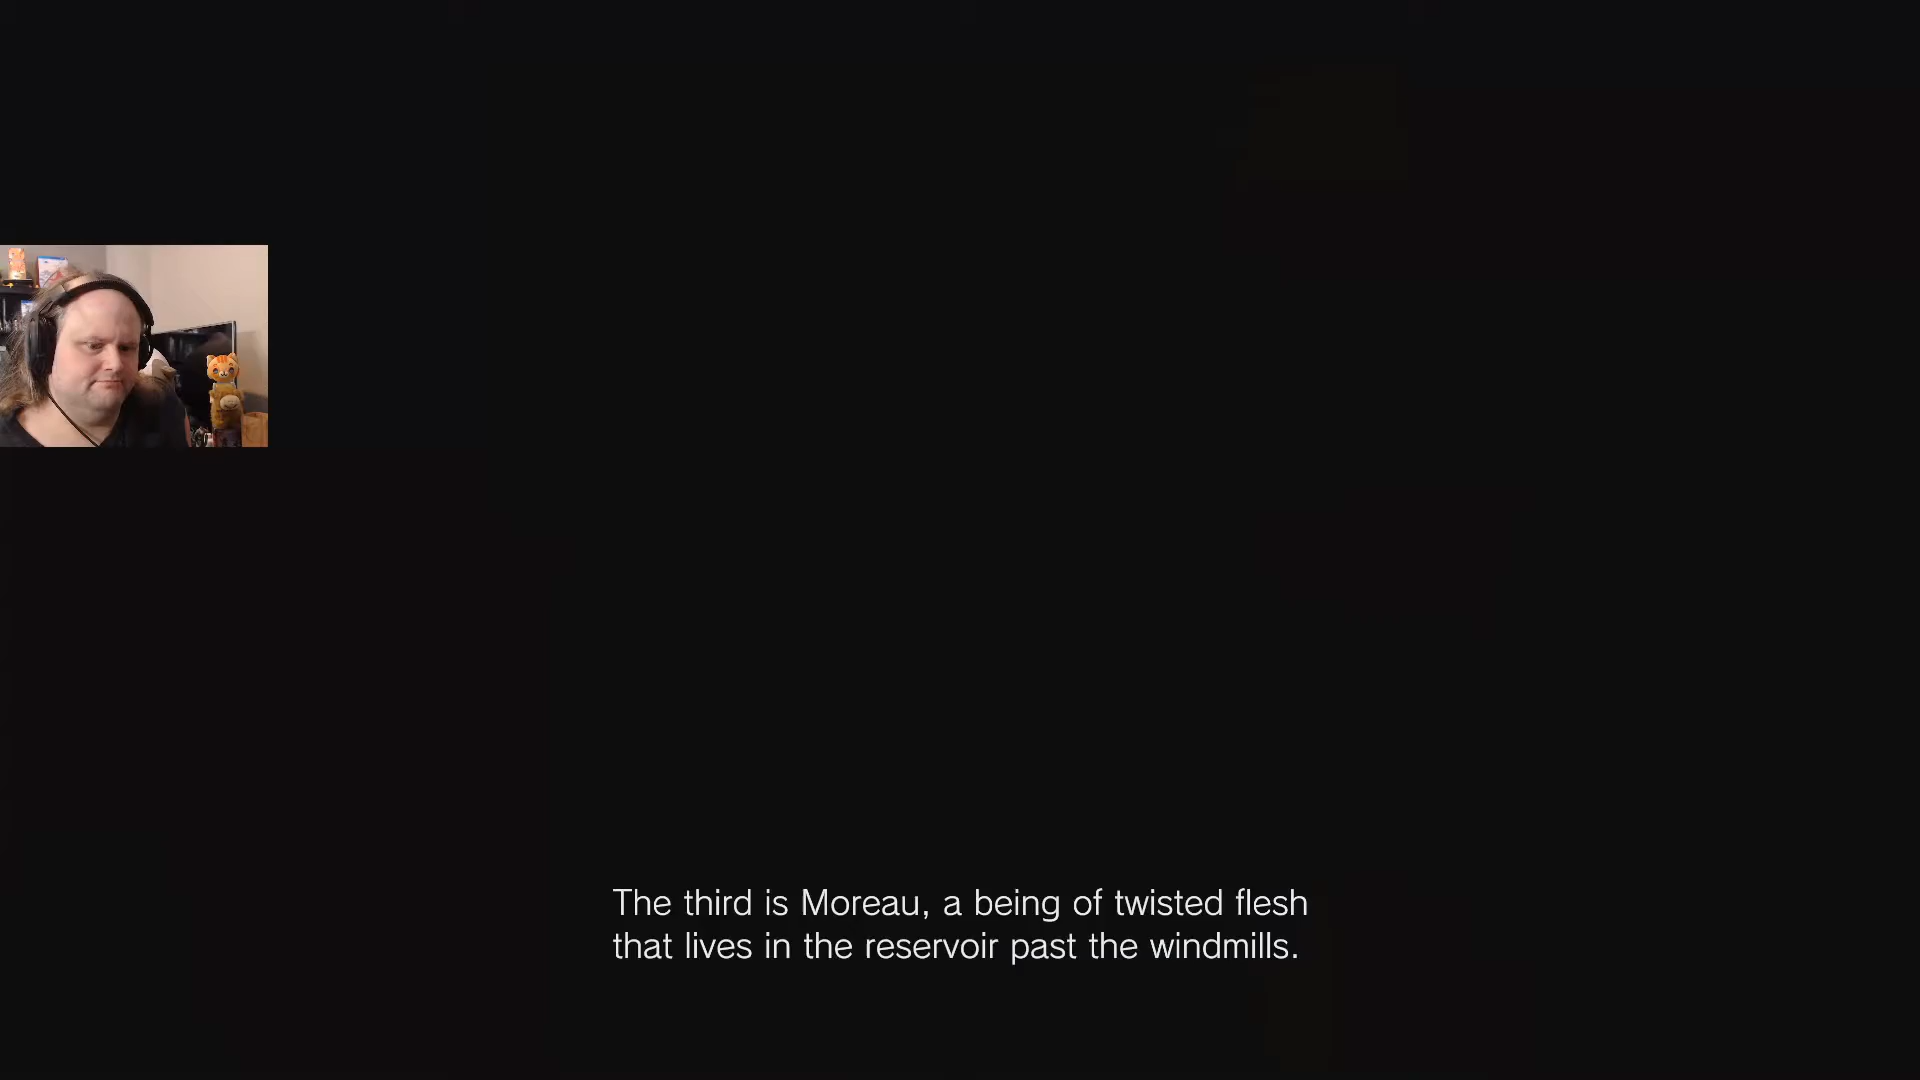 The third is Moreau, a being of twisted flesh
that lives in the reservoir past the windmills.